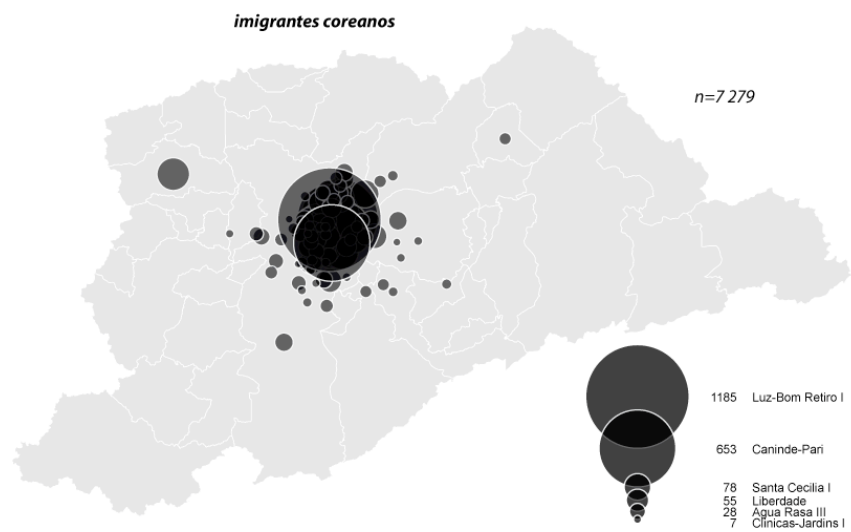 imigrantes coreanos
n=7 279
1185 Luz-Bom Retiro I
653 Caninde-Pari
78 Santa Cecilia I
55 Liberdade
28 Agua Rasa III
7 Clinicas-Jardins I